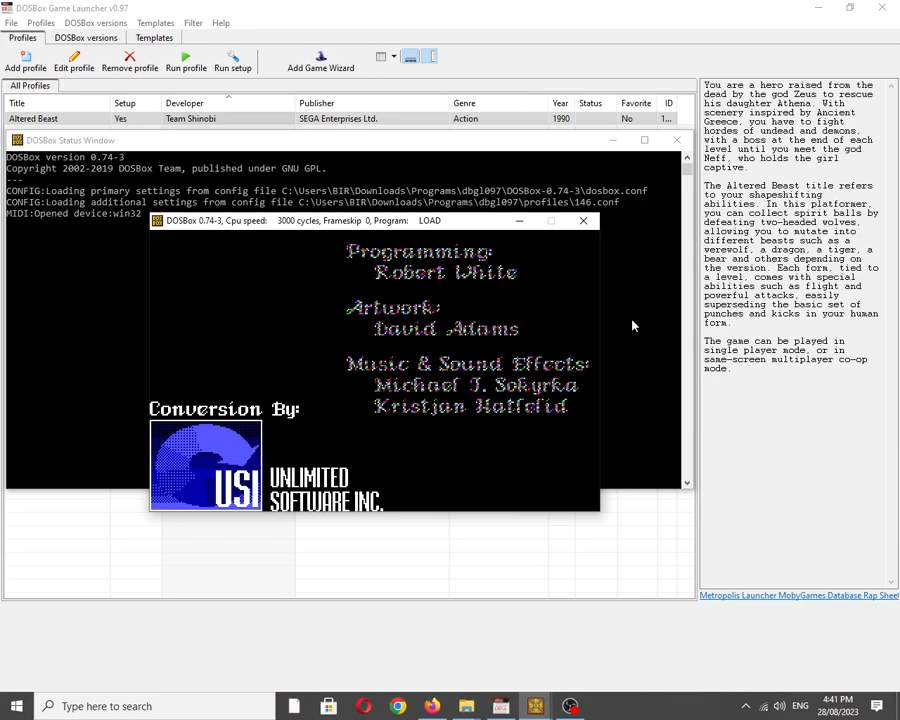 DOSBox Game Launcher v0.97
File Profiles DOSBox versions Templates Filter Help
Profiles DOSBox versions Templates
Add profile Edit profile Remove profile Run profile Run setup Add Game Wizard
All Profiles
Title Setup Developer Publisher Genre Year Status Favorite ID
Altered Beast Yes Team Shinobi SEGA Enterprises Ltd. Action 1990 No 1...
DOSBox Status Window
DOSBox version 0.74-3
Copyright 2002-2019 DOSBox Team, published under GNU GPL.
---
CONFIG:Loading primary settings from config file C:\Users\BIR\Downloads\Programs\dbgl097\DOSBox-0.74-3\dosbox.conf
CONFIG:Loading additional settings from config file C:\Users\BIR\Downloads\Programs\dbgl097\profiles\146.conf
MIDI:Opened device:win32
DOSBox 0.74-3, Cpu speed: 3000 cycles, Frameskip 0, Program: LOAD
Programming:
Robert White
Artwork:
David Adams
Music & Sound Effects:
Michael J. Sokyrka
Kristjan Hatfelid
Conversion By:
USI
UNLIMITED
SOFTWARE INC.
You are a hero raised from the
dead by the god Zeus to rescue
his daughter Athena. With
scenery inspired by Ancient
Greece, you have to fight
hordes of undead and demons,
with a boss at the end of each
level until you meet the god
Neff, who holds the girl
captive.
The Altered Beast title refers
to your shapeshifting
abilities. In this platformer,
you can collect spirit balls by
defeating two-headed wolves,
allowing you to mutate into
different beasts such as a
werewolf, a dragon, a tiger, a
bear and others depending on
the version. Each form, tied to
a level, comes with special
abilities such as flight and
powerful attacks, easily
superseding the basic set of
punches and kicks in your human
form.
The game can be played in
single player mode, or in
same-screen multiplayer co-op
mode.
Metropolis Launcher MobyGames Database Rap Sheet
Type here to search
ENG
4:41 PM
28/08/2023